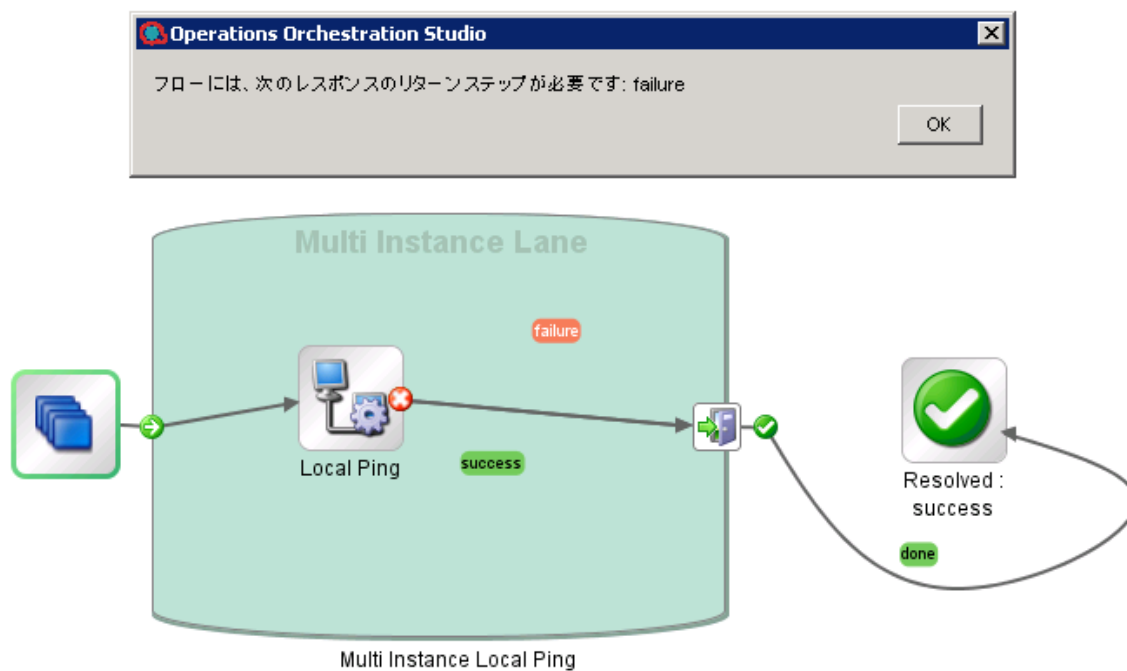 Operations Orchestration Studio
フローには、次のレスポンスのリターンステップが必要です: failure
OK
Multi Instance Lane
failure
Local Ping
success
Resolved :
success
done
Multi Instance Local Ping